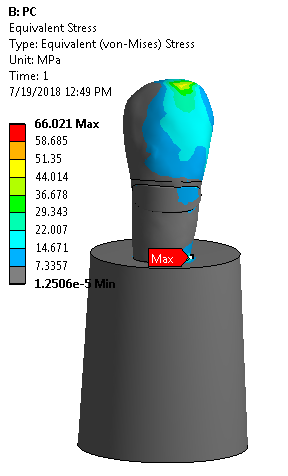 B: PC
Equivalent Stress
Type: Equivalent (von-Mises) Stress
Unit: MPa
Time: 1
7/19/2018 12:49 PM
66.021 Max
58.685
51.35
44.014
36.678
29.343
22.007
14.671
7.3357
1.2506e-5 Min
Max